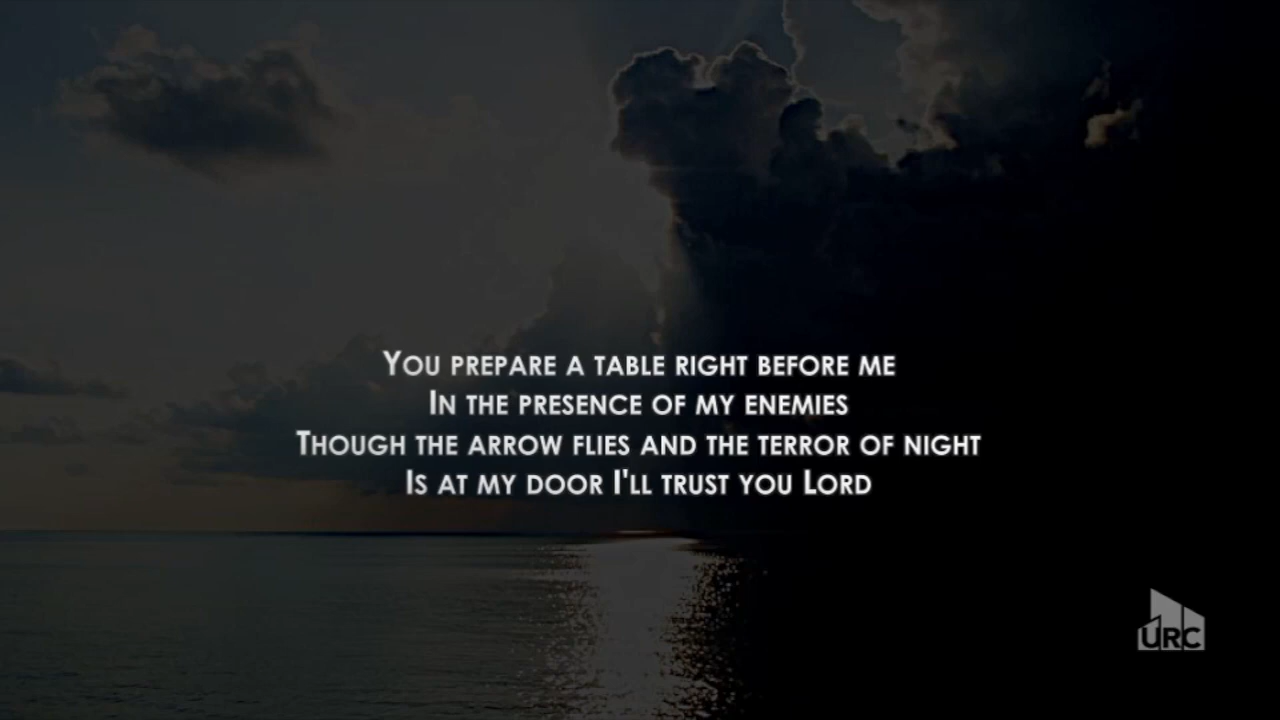 You prepare a table right before me
In the presence of my enemies
Though the arrow flies and the terror of night
Is at my door I'll trust you Lord
URC